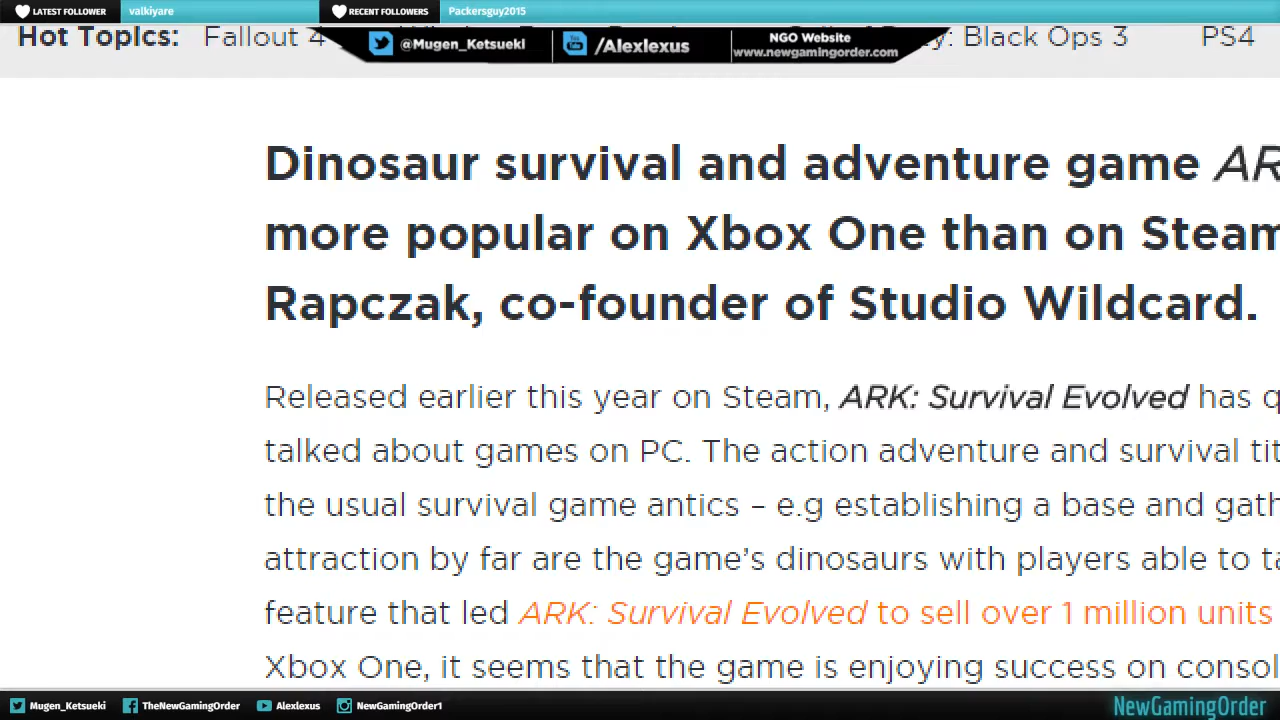 LATEST FOLLOWER valkiyare RECENT FOLLOWERS Packersguy2015
Hot Topics: Fallout 4 y: Black Ops 3 PS4
@Mugen_Ketsueki /Alexlexus NGO Website
www.newgamingorder.com
Dinosaur survival and adventure game AR
more popular on Xbox One than on Steam
Rapczak, co-founder of Studio Wildcard.
Released earlier this year on Steam, ARK: Survival Evolved has q
talked about games on PC. The action adventure and survival tit
the usual survival game antics – e.g establishing a base and gath
attraction by far are the game's dinosaurs with players able to ta
feature that led ARK: Survival Evolved to sell over 1 million units
Xbox One, it seems that the game is enjoying success on consol
Mugen_Ketsueki TheNewGamingOrder Alexlexus NewGamingOrder1 NewGamingOrder